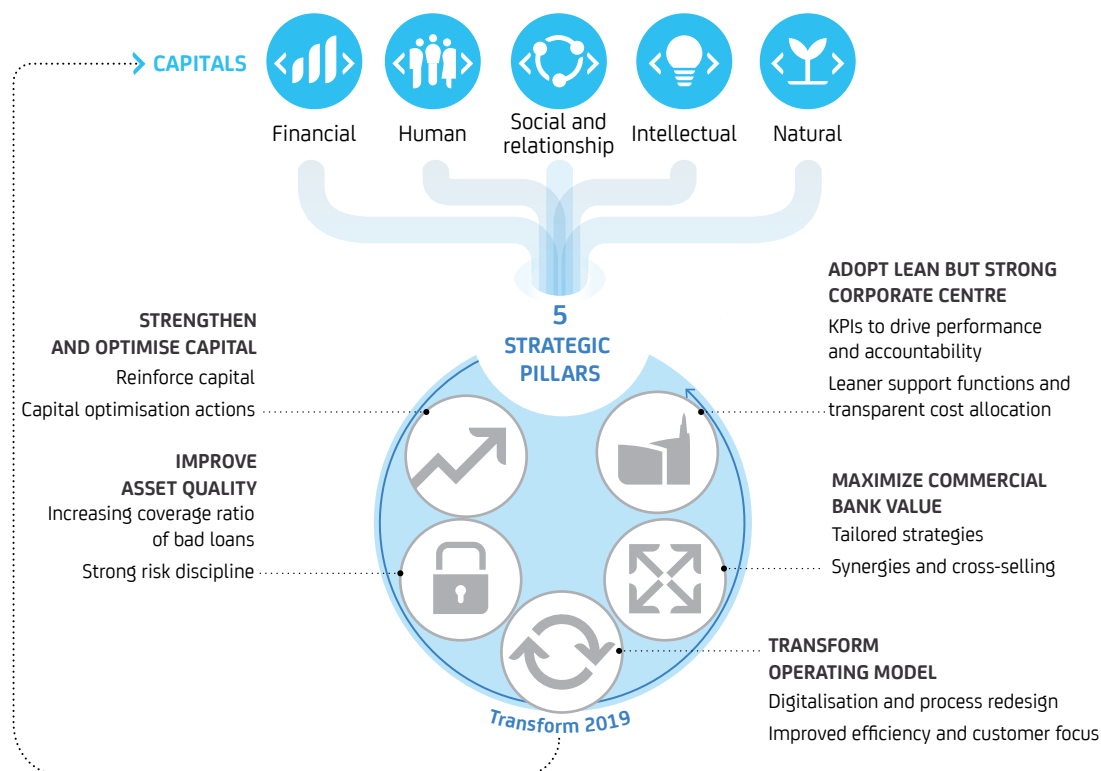 CAPITALS
Financial
Human
Social and
relationship
Intellectual
Natural
5
STRATEGIC
PILLARS
STRENGTHEN
AND OPTIMISE CAPITAL
Reinforce capital
Capital optimisation actions
IMPROVE
ASSET QUALITY
Increasing coverage ratio
of bad loans
Strong risk discipline
ADOPT LEAN BUT STRONG
CORPORATE CENTRE
KPIs to drive performance
and accountability
Leaner support functions and
transparent cost allocation
MAXIMIZE COMMERCIAL
BANK VALUE
Tailored strategies
Synergies and cross-selling
TRANSFORM
OPERATING MODEL
Digitalisation and process redesign
Improved efficiency and customer focus
Transform 2019